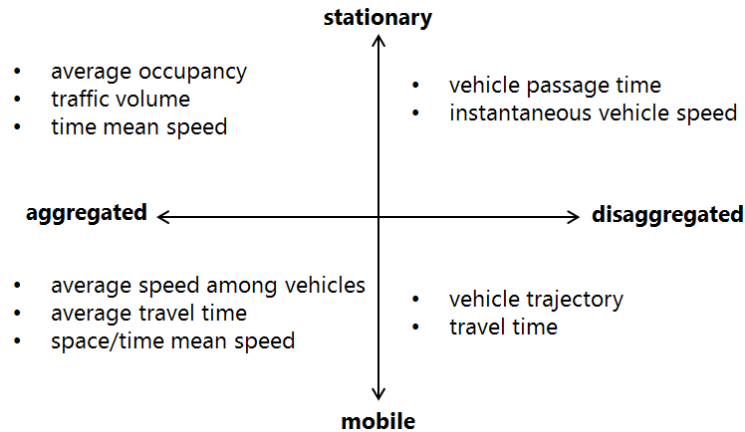 stationary
• average occupancy
• traffic volume
• time mean speed
• vehicle passage time
• instantaneous vehicle speed
aggregated
disaggregated
• average speed among vehicles
• average travel time
• space/time mean speed
• vehicle trajectory
• travel time
mobile